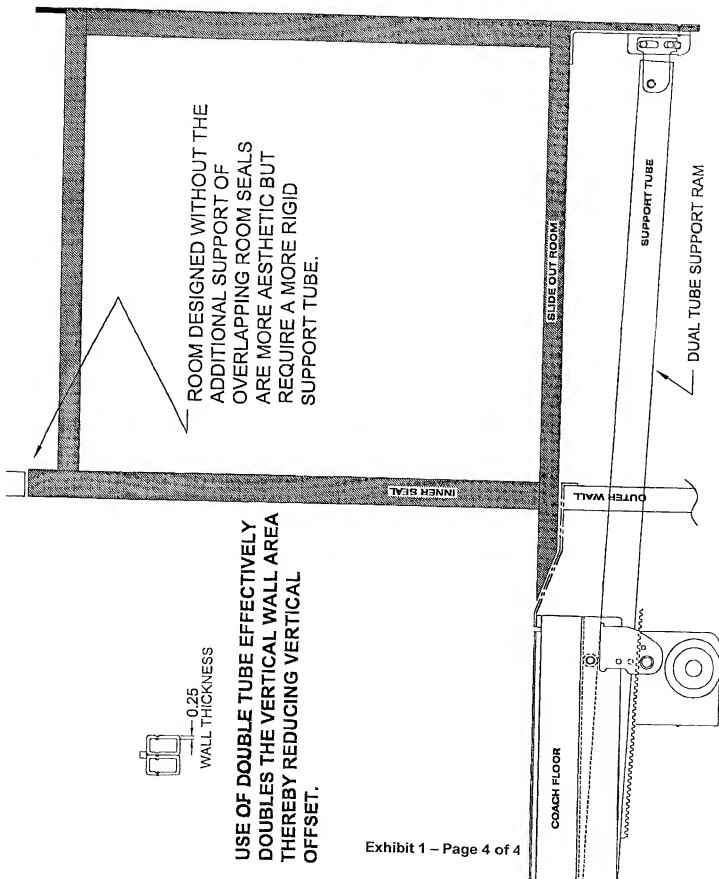 ROOM DESIGNED WITHOUT THE
ADDITIONAL SUPPORT OF
OVERLAPPING ROOM SEALS
ARE MORE AESTHETIC BUT
REQUIRE A MORE RIGID
SUPPORT TUBE.
0.25
WALL THICKNESS
USE OF DOUBLE TUBE EFFECTIVELY
DOUBLES THE VERTICAL WALL AREA
THEREBY REDUCING VERTICAL
OFFSET.
INNER SEAL
SLIDE OUT ROOM
OUTER WALL
SUPPORT TUBE
DUAL TUBE SUPPORT RAM
COACH FLOOR
Exhibit 1 – Page 4 of 4